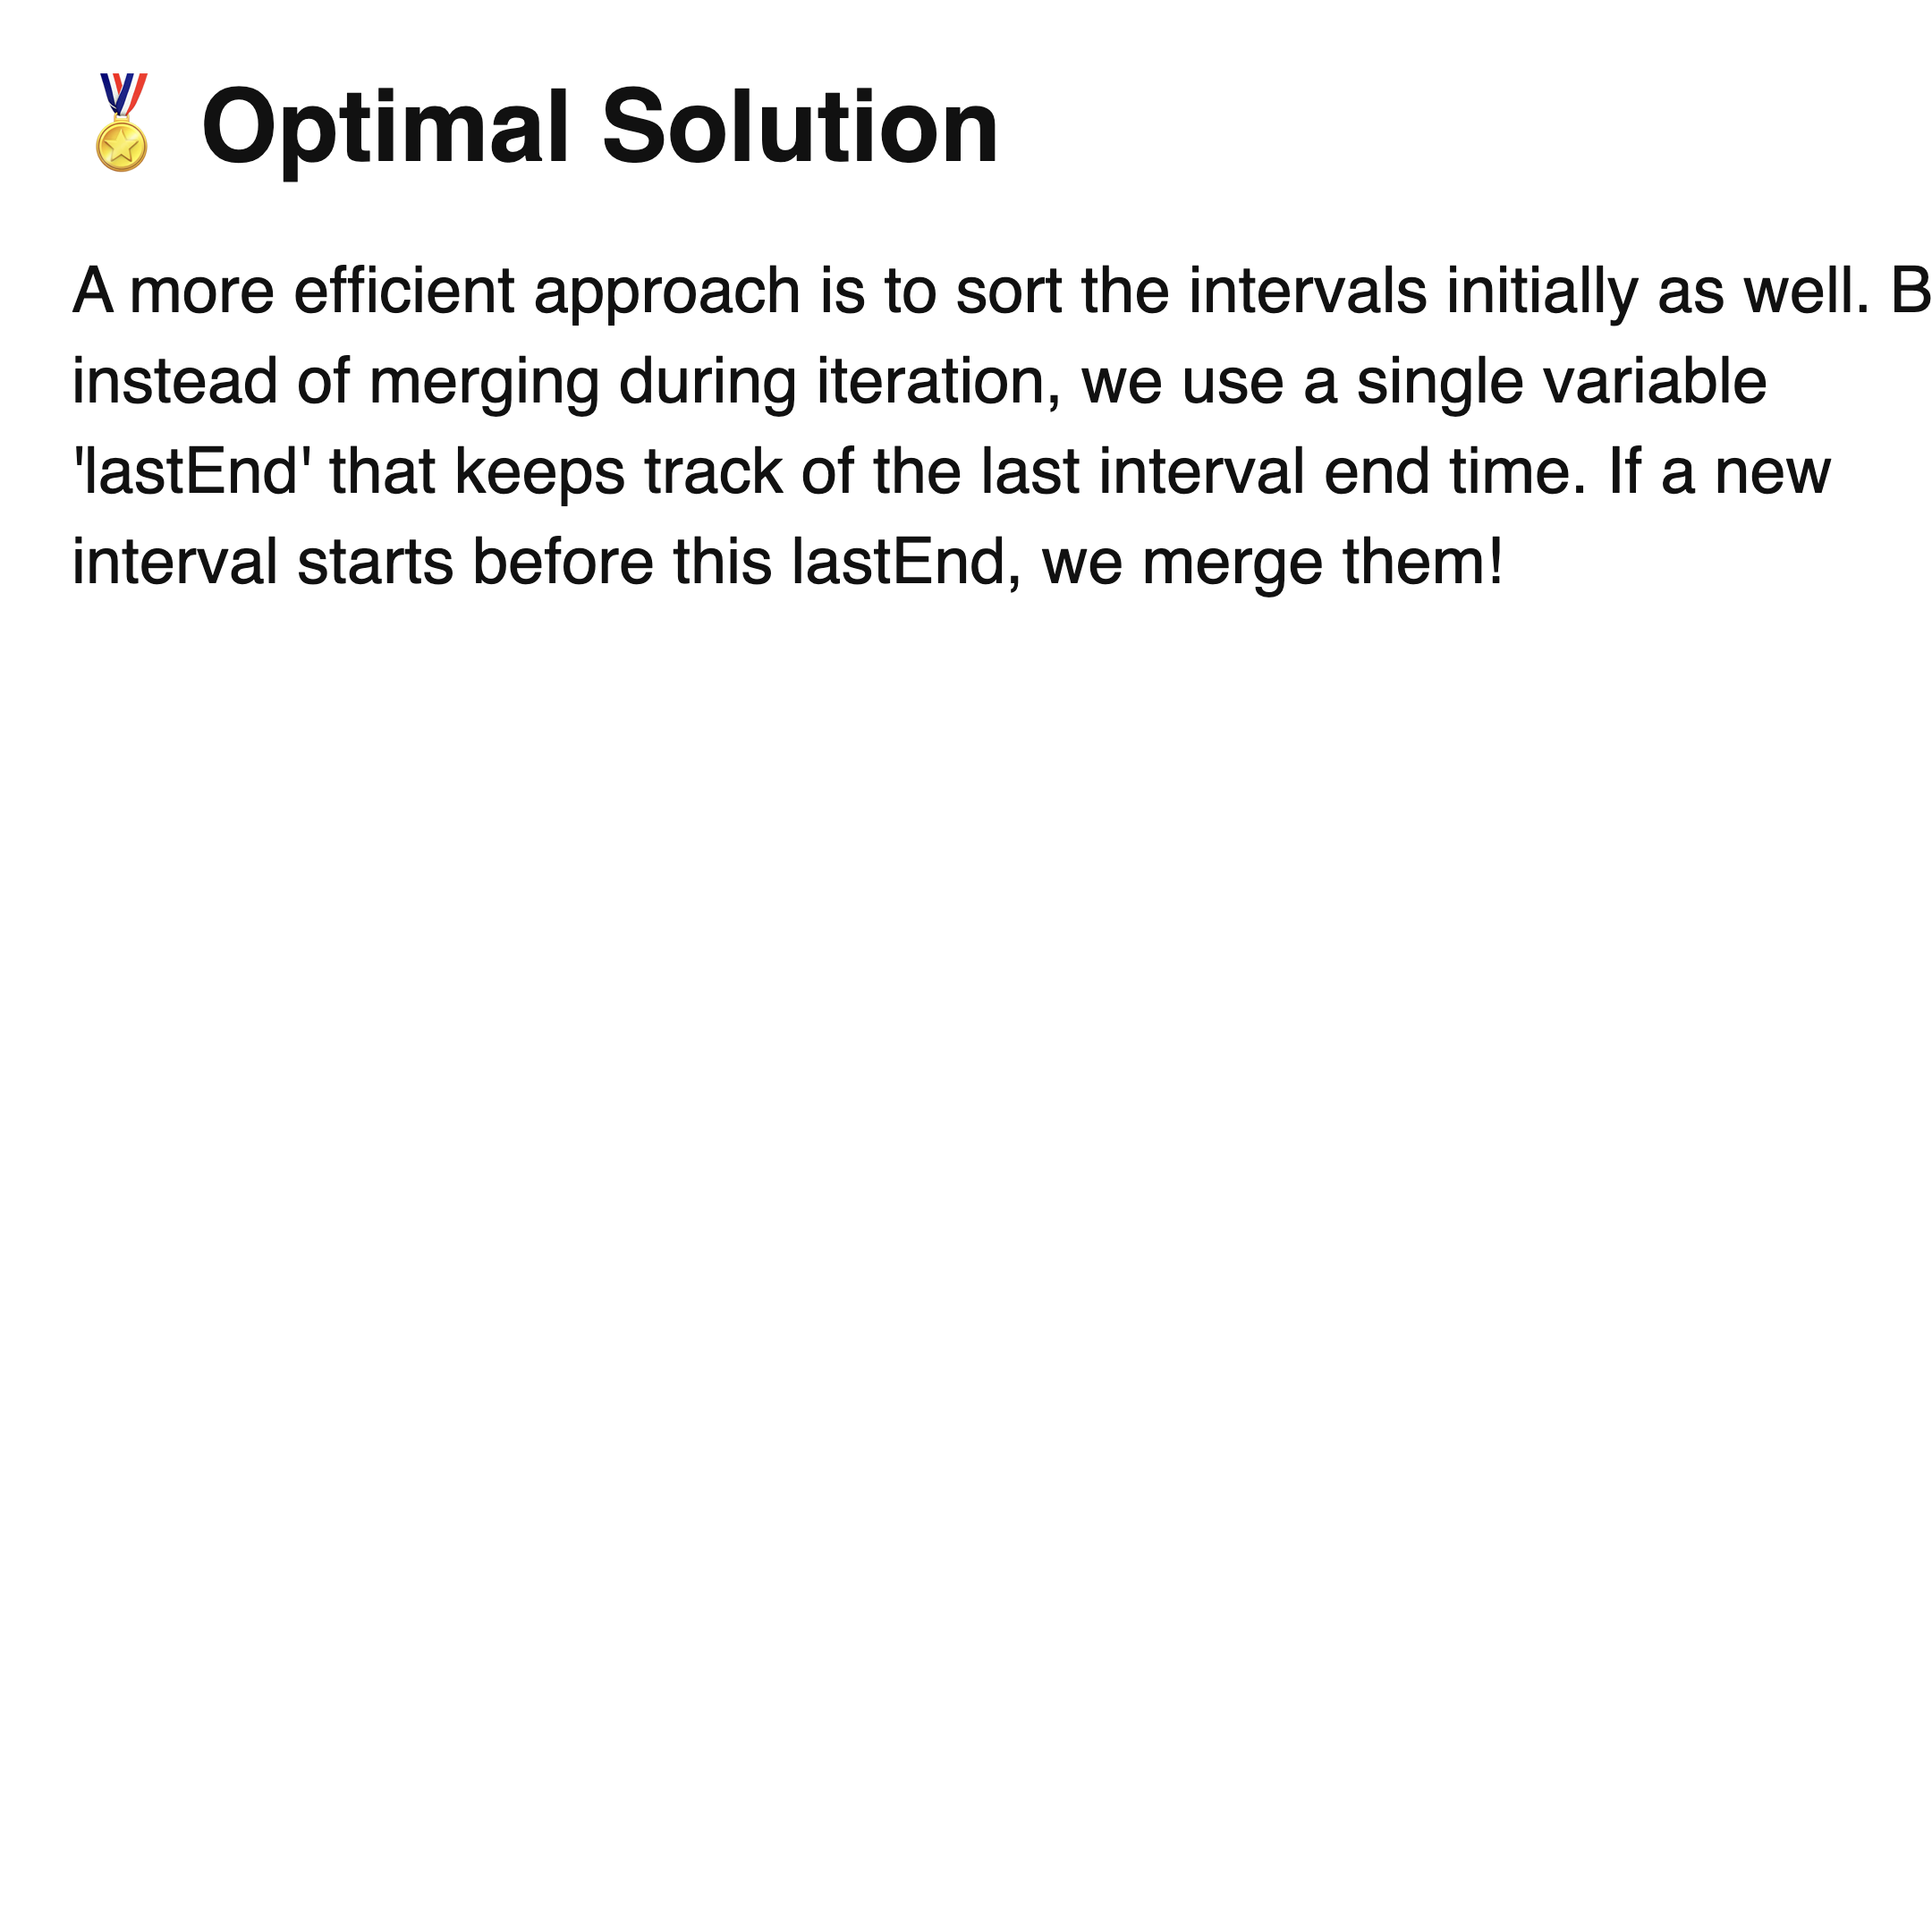 Optimal Solution
A more efficient approach is to sort the intervals initially as well. B
instead of merging during iteration, we use a single variable
'lastEnd' that keeps track of the last interval end time. If a new
interval starts before this lastEnd, we merge them!